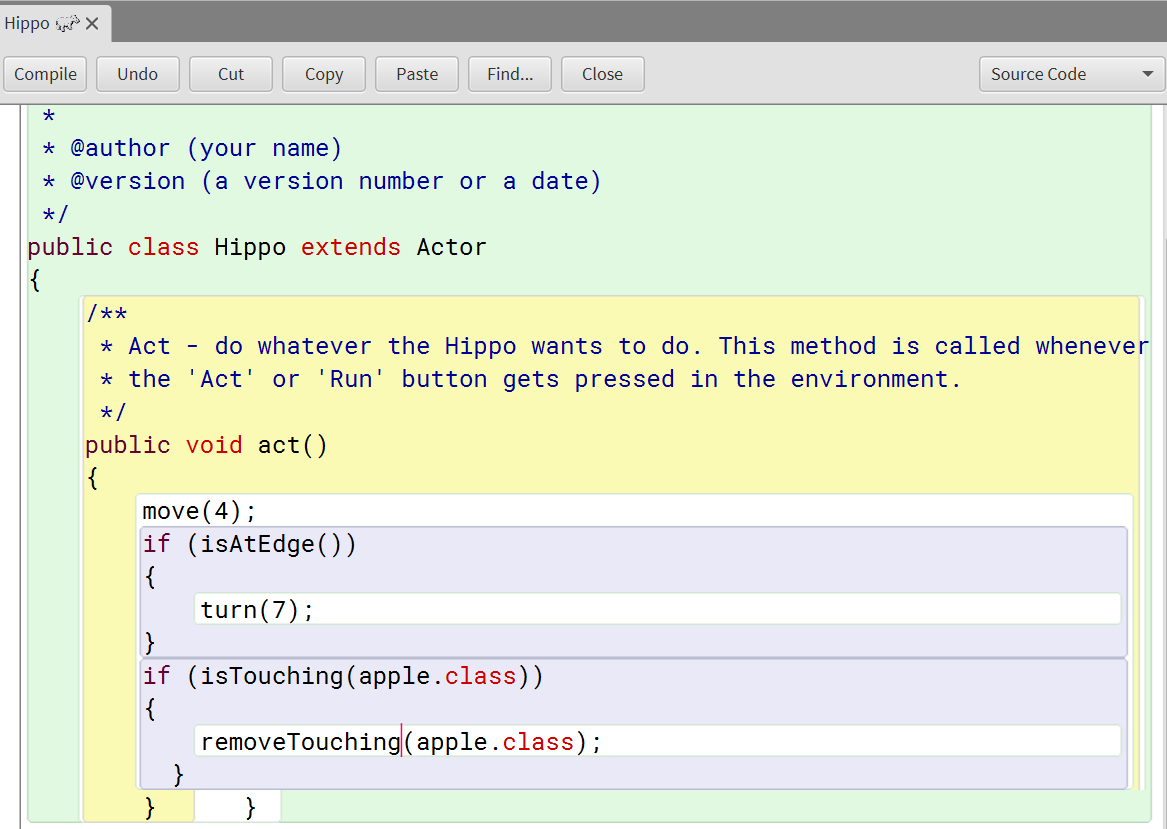 Hippo
Compile Undo Cut Copy Paste Find... Close Source Code
*
* @author (your name)
* @version (a version number or a date)
*/
public class Hippo extends Actor
{
/**
* Act - do whatever the Hippo wants to do. This method is called whenever
* the 'Act' or 'Run' button gets pressed in the environment.
*/
public void act()
{
move(4);
if (isAtEdge())
{
turn(7);
}
if (isTouching(apple.class))
{
removeTouching(apple.class);
}
} }